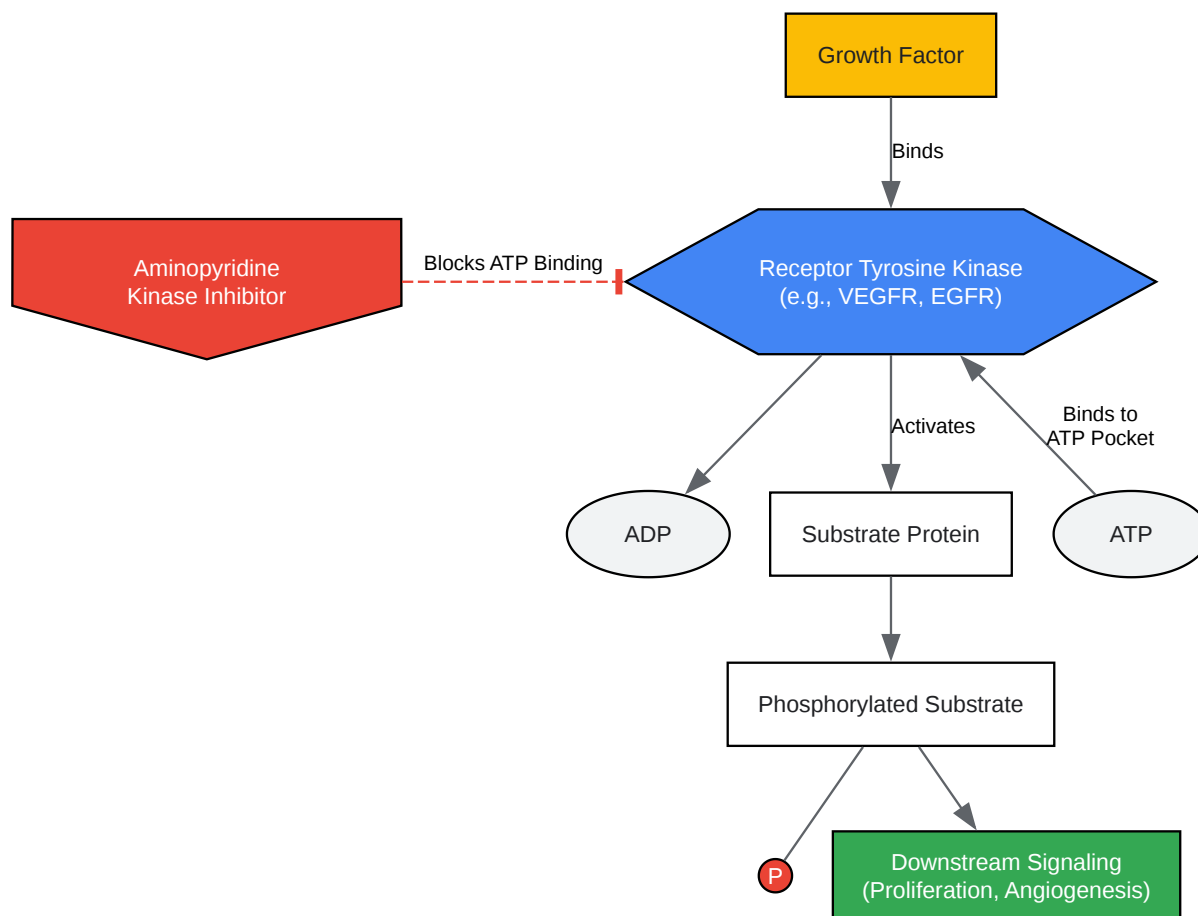 Growth Factor
Binds
Aminopyridine
Kinase Inhibitor
Blocks ATP Binding
Receptor Tyrosine Kinase
(e.g., VEGFR, EGFR)
Activates
Binds to
ATP Pocket
ADP
Substrate Protein
ATP
Phosphorylated Substrate
P
Downstream Signaling
(Proliferation, Angiogenesis)